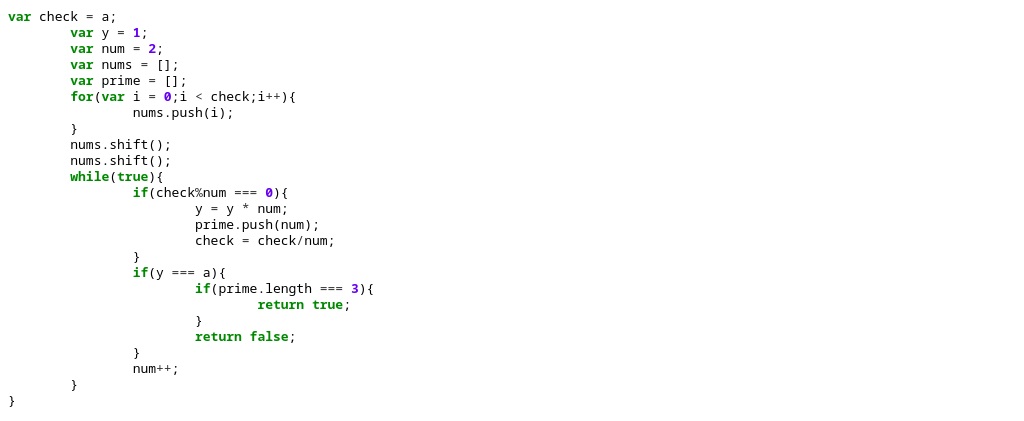 var check = a;
        var y = 1;
        var num = 2;
        var nums = [];
        var prime = [];
        for(var i = 0;i < check;i++){
                nums.push(i);
        }
        nums.shift();
        nums.shift();
        while(true){
                if(check%num === 0){
                        y = y * num;
                        prime.push(num);
                        check = check/num;
                }
                if(y === a){
                        if(prime.length === 3){
                                return true;
                        }
                        return false;
                }
                num++;
        }
}